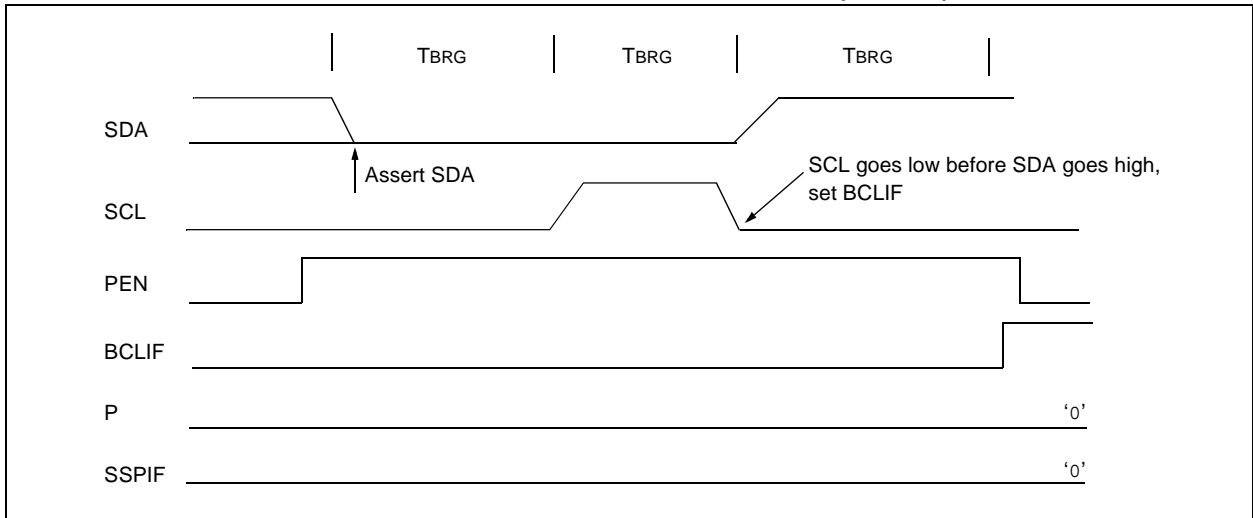 TBRG TBRG TBRG
SDA
Assert SDA
SCL goes low before SDA goes high,
set BCLIF
SCL
PEN
BCLIF
P ‘0’
SSPIF ‘0’